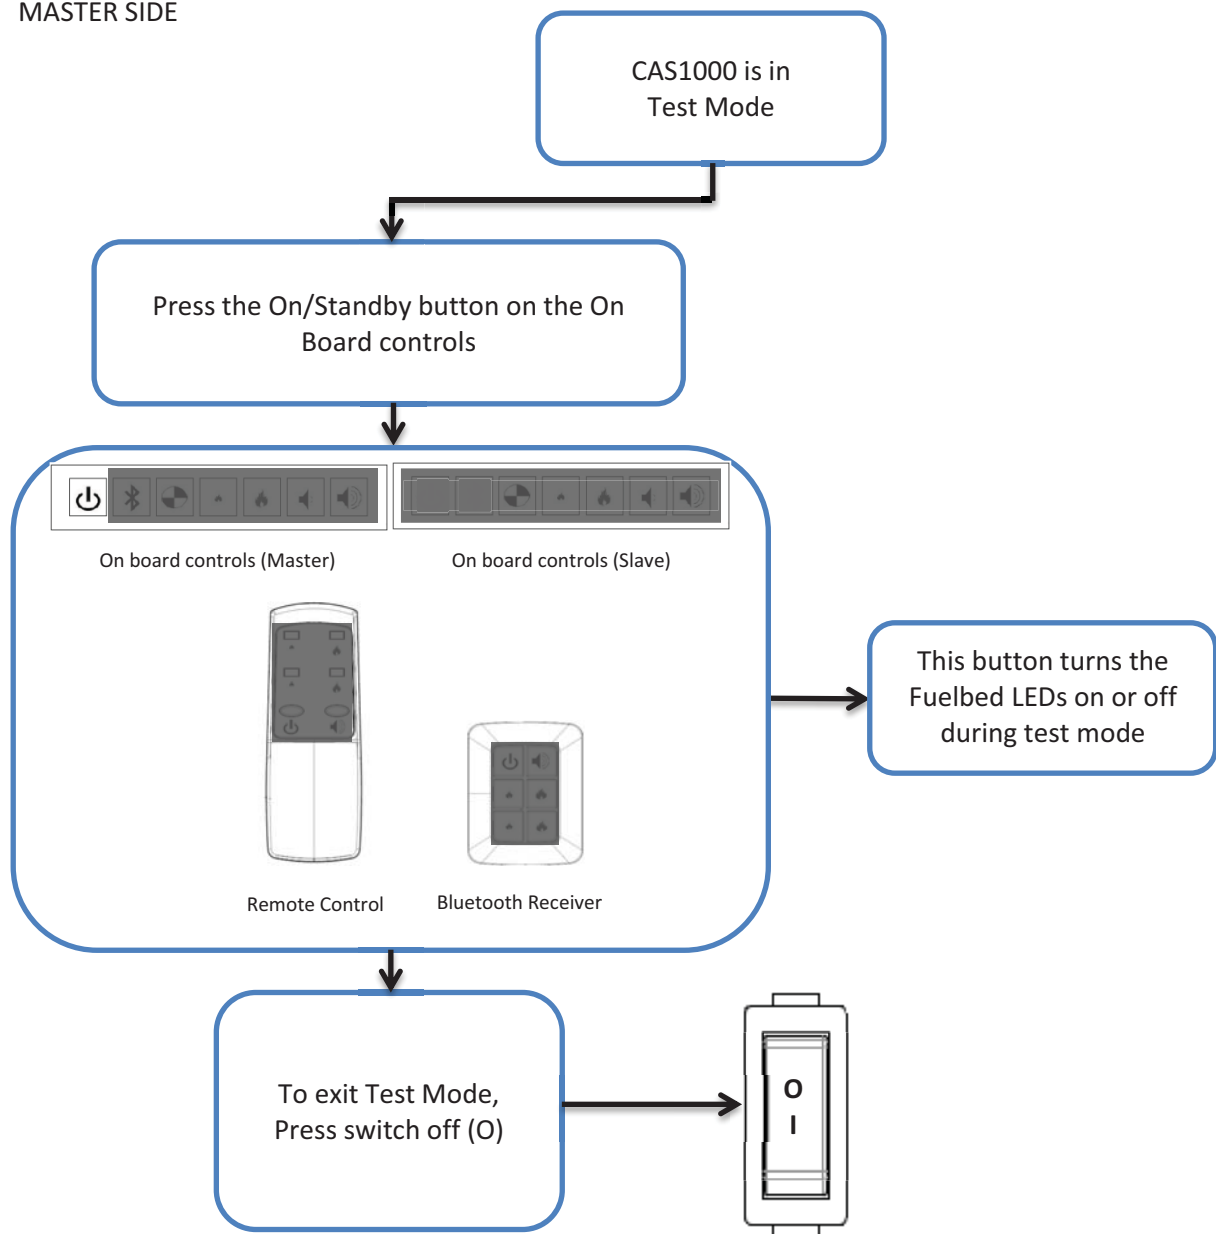 MASTER SIDE
CAS1000 is in
Test Mode
Press the On/Standby button on the On
Board controls
On board controls (Master)
On board controls (Slave)
This button turns the
Fuelbed LEDs on or off
during test mode
Remote Control
Bluetooth Receiver
To exit Test Mode,
Press switch off (O)
O
I